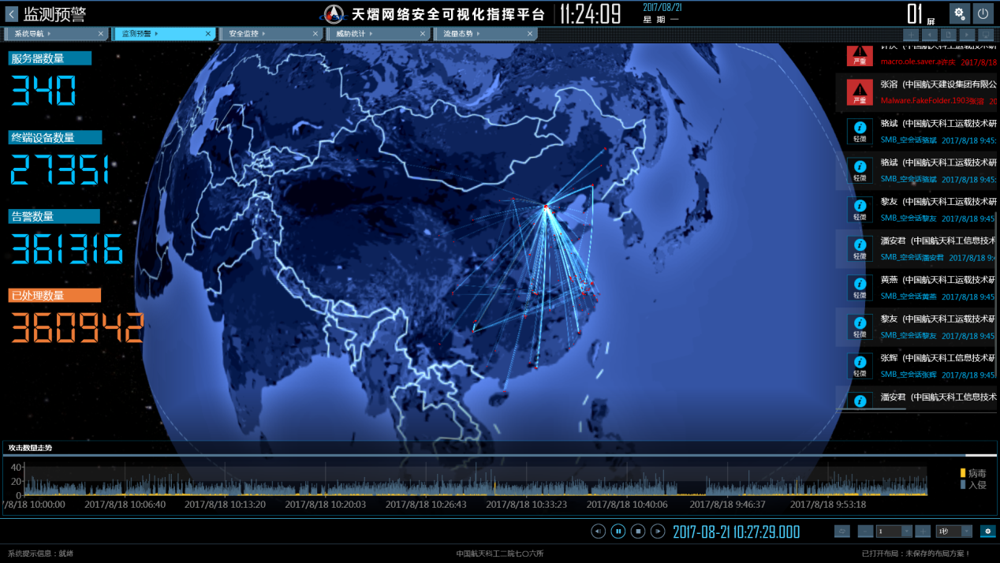 监测预警
天熠网络安全可视化指挥平台
11:24:09
2017/08/21
星期一
01屏
系统导航
监测预警
安全监控
威胁统计
流量态势
服务器数量
340
终端设备数量
27351
告警数量
361316
已处理数量
360942
严重
macro.ole.saver.a许庆 2017/8/18
严重
张溶（中国航天建设集团有限公
Malware.FakeFolder.1903张溶 20
轻微
骆斌（中国航天科工运载技术研
SMB_空会话骆斌 2017/8/18 9:45:
轻微
骆斌（中国航天科工运载技术研
SMB_空会话骆斌 2017/8/18 9:45:
轻微
黎友（中国航天科工运载技术研
SMB_空会话黎友 2017/8/18 9:45
轻微
潘安君（中国航天科工信息技术
SMB_空会话潘安君 2017/8/18 9:
轻微
黄燕（中国航天科工运载技术研
SMB_空会话黄燕 2017/8/18 9:45
轻微
黎友（中国航天科工运载技术研
SMB_空会话黎友 2017/8/18 9:45
轻微
张辉（中国航天科工信息技术研
SMB_空会话张辉 2017/8/18 9:45
潘安君（中国航天科工信息技术
攻击数量走势
40
20
0
病毒
入侵
/8/18 10:00:00
2017/8/18 10:06:40
2017/8/18 10:13:20
2017/8/18 10:20:03
2017/8/18 10:26:43
2017/8/18 10:33:23
2017/8/18 10:40:06
2017/8/18 9:46:37
2017/8/18 9:53:18
2017-08-21 10:27:29.000
1
1秒
系统提示信息：就绪
中国航天科工二院七〇六所
已打开布局：未保存的布局方案！